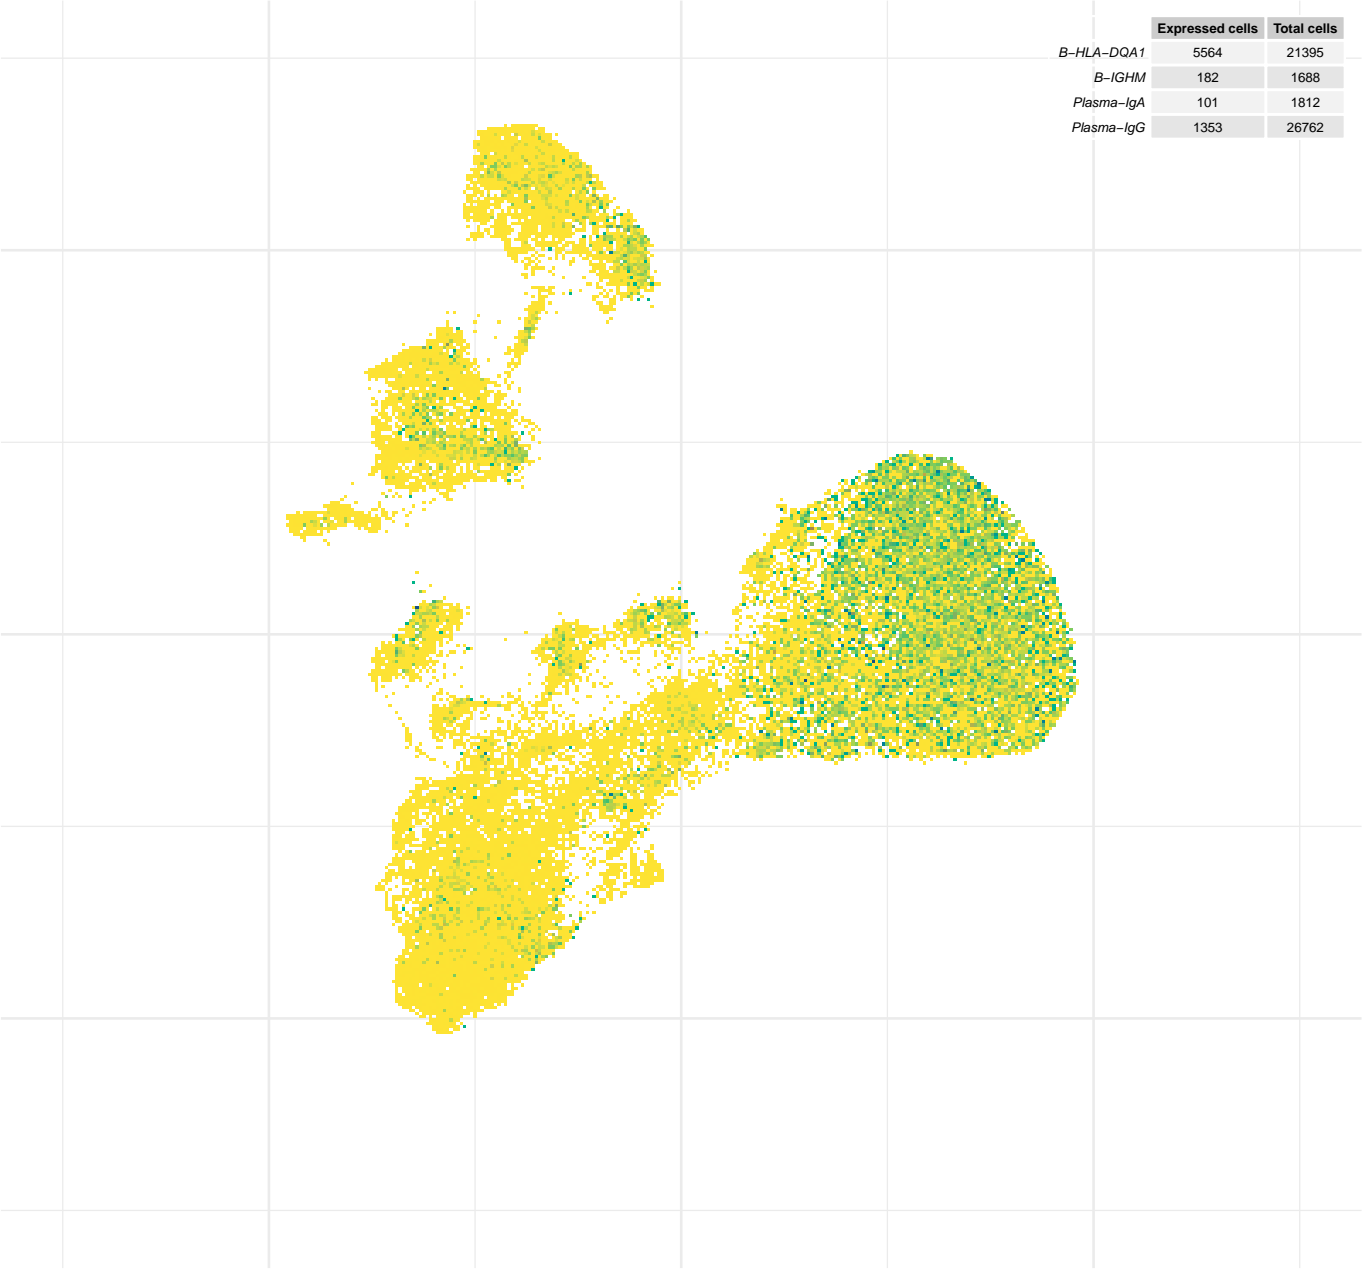 Expressed cells Total cells
B−HLA−DQA1 5564 21395
B−IGHM 182 1688
Plasma−IgA 101 1812
Plasma−IgG 1353 26762